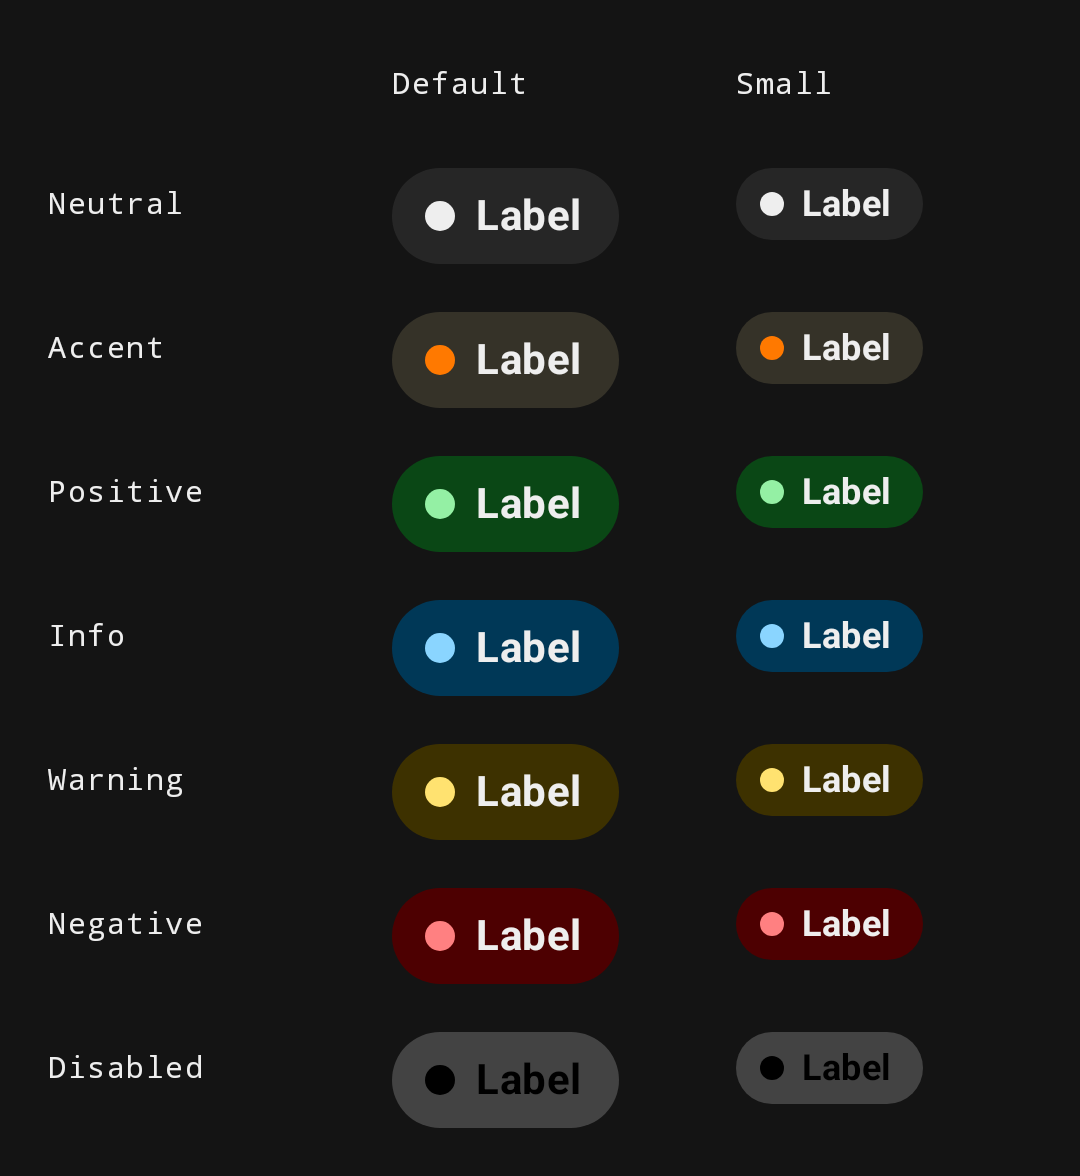 Default Small
Neutral Label Label
Accent Label Label
Positive Label Label
Info Label Label
Warning Label Label
Negative Label Label
Disabled Label Label